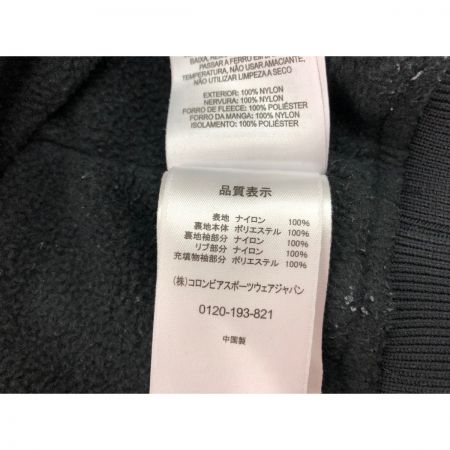 PASSAR A FERRO EM
TEMPERATURA, NÃO USAR AMACIANTE,
NÃO UTILIZAR LIMPEZA A SECO
EXTERIOR: 100% NYLON
NERVURA: 100% NYLON
FORRO DE FLEECE: 100% POLIÉSTER
FORRO DA MANGA: 100% NYLON
ISOLAMENTO: 100% POLIÉSTER
品質表示
表地 ナイロン 100%
裏地本体 ポリエステル 100%
裏地袖部分 ナイロン 100%
リブ部分 ナイロン 100%
充填物袖部分 ポリエステル 100%
(株)コロンビアスポーツウェアジャパン
0120-193-821
中国製